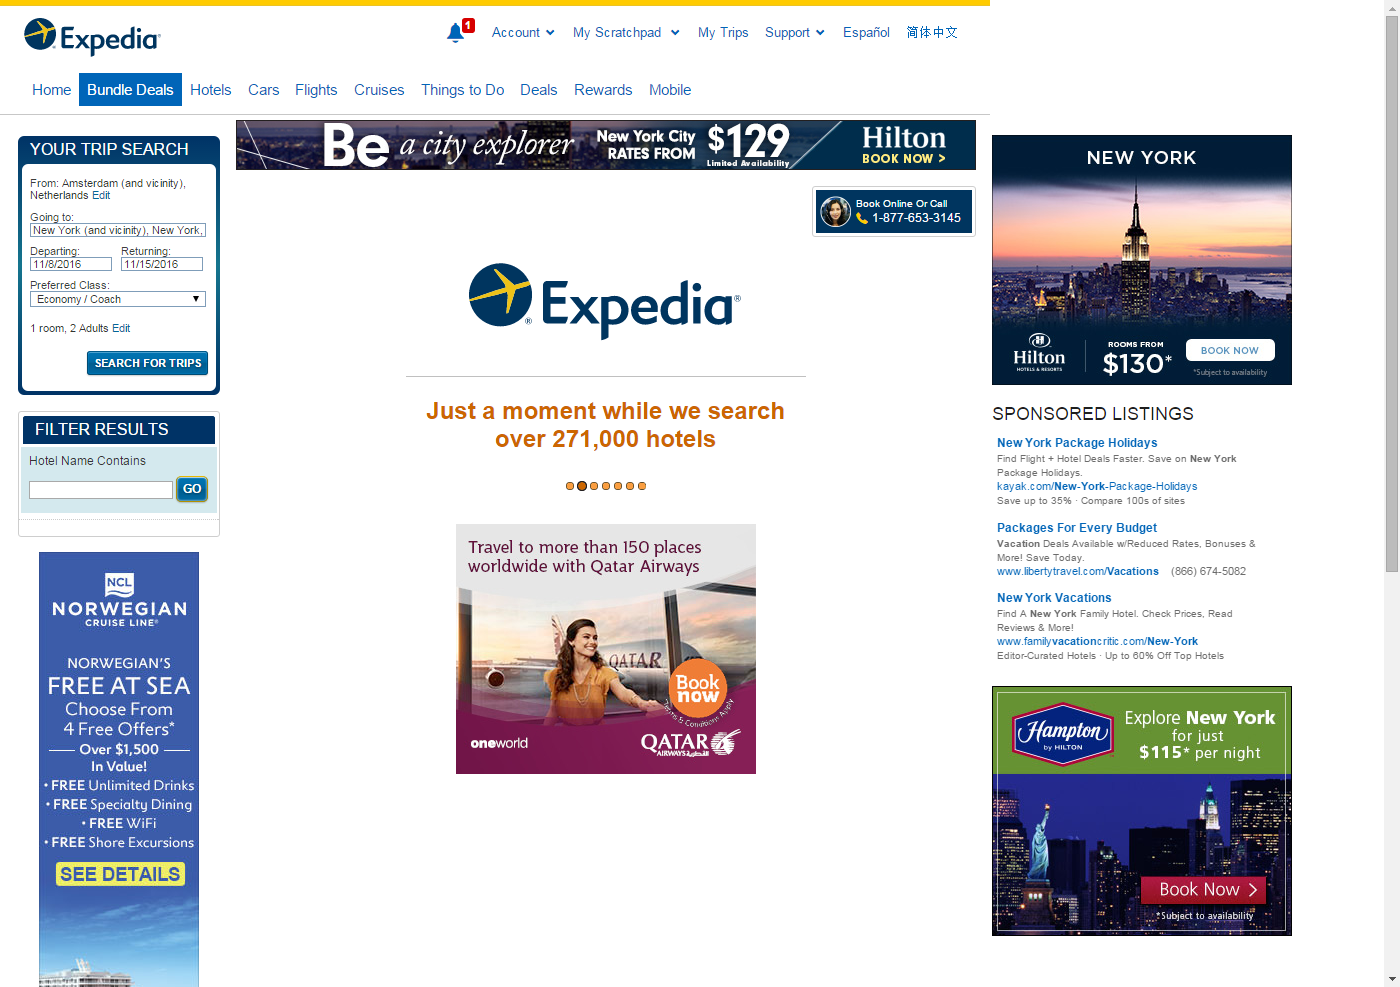 Expedia
1
Account
My Scratchpad
My Trips
Support
Español
简体中文
Home
Bundle Deals
Hotels
Cars
Flights
Cruises
Things to Do
Deals
Rewards
Mobile
YOUR TRIP SEARCH
From: Amsterdam (and vicinity),
Netherlands Edit
Going to:
New York (and vicinity), New York,
Departing:
Returning:
11/8/2016
11/15/2016
Preferred Class:
Economy / Coach
1 room, 2 Adults Edit
SEARCH FOR TRIPS
FILTER RESULTS
Hotel Name Contains
GO
NCL
NORWEGIAN
CRUISE LINE®
NORWEGIAN'S
FREE AT SEA
Choose From
4 Free Offers*
Over $1,500
In Value!
• FREE Unlimited Drinks
• FREE Specialty Dining
• FREE WiFi
• FREE Shore Excursions
SEE DETAILS
Be a city explorer
New York City
RATES FROM
$129
Limited Availability
Hilton
BOOK NOW >
Book Online Or Call
1-877-653-3145
Expedia®
Just a moment while we search
over 271,000 hotels
Travel to more than 150 places
worldwide with Qatar Airways
QATAR
Book
now
Terms & Conditions Apply
oneworld
QATAR
AIRWAYS القطرية
NEW YORK
Hilton
HOTELS & RESORTS
ROOMS FROM
$130*
BOOK NOW
*Subject to availability
SPONSORED LISTINGS
New York Package Holidays
Find Flight + Hotel Deals Faster. Save on New York
Package Holidays.
kayak.com/New-York-Package-Holidays
Save up to 35% · Compare 100s of sites
Packages For Every Budget
Vacation Deals Available w/Reduced Rates, Bonuses &
More! Save Today.
www.libertytravel.com/Vacations (866) 674-5082
New York Vacations
Find A New York Family Hotel. Check Prices, Read
Reviews & More!
www.familyvacationcritic.com/New-York
Editor-Curated Hotels · Up to 60% Off Top Hotels
Hampton
by HILTON
Explore New York
for just
$115* per night
Book Now
*Subject to availability